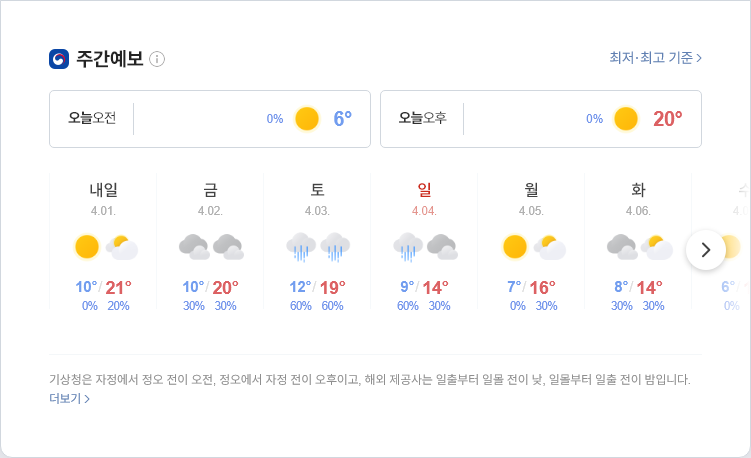 주간예보
최저·최고 기준
오늘오전 0% 6°
오늘오후 0% 20°
내일 금 토 일 월 화
4.01. 4.02. 4.03. 4.04. 4.05. 4.06.
10°/21° 10°/20° 12°/19° 9°/14° 7°/16° 8°/14° 6°/
0% 20% 30% 30% 60% 60% 60% 30% 0% 30% 30% 30% 0%
기상청은 자정에서 정오 전이 오전, 정오에서 자정 전이 오후이고, 해외 제공사는 일출부터 일몰 전이 낮, 일몰부터 일출 전이 밤입니다.
더보기